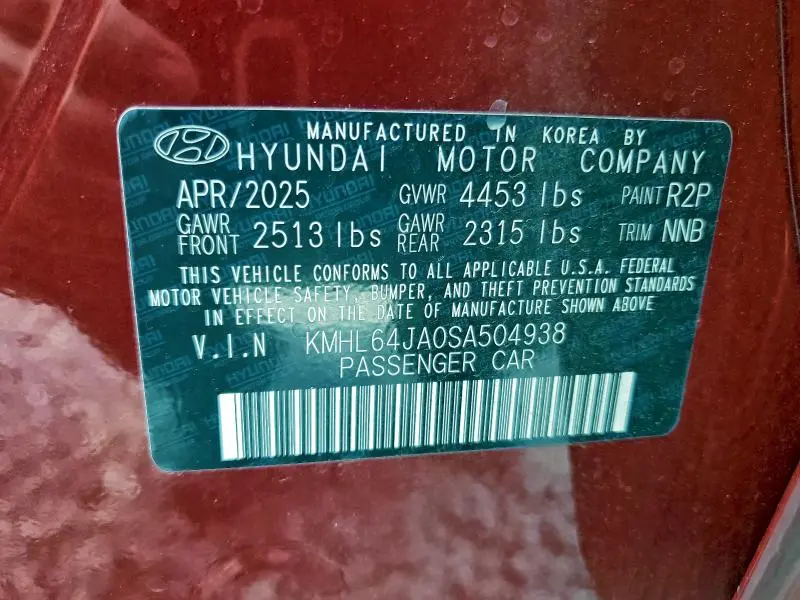 MANUFACTURED IN KOREA BY
HYUNDAI MOTOR COMPANY
APR/2025 GVWR 4453 lbs PAINT R2P
GAWR FRONT 2513 lbs GAWR REAR 2315 lbs TRIM NNB
THIS VEHICLE CONFORMS TO ALL APPLICABLE U.S.A. FEDERAL
MOTOR VEHICLE SAFETY, BUMPER, AND THEFT PREVENTION STANDARDS
IN EFFECT ON THE DATE OF MANUFACTURE SHOWN ABOVE
V.I.N KMHL64JA0SA504938
PASSENGER CAR